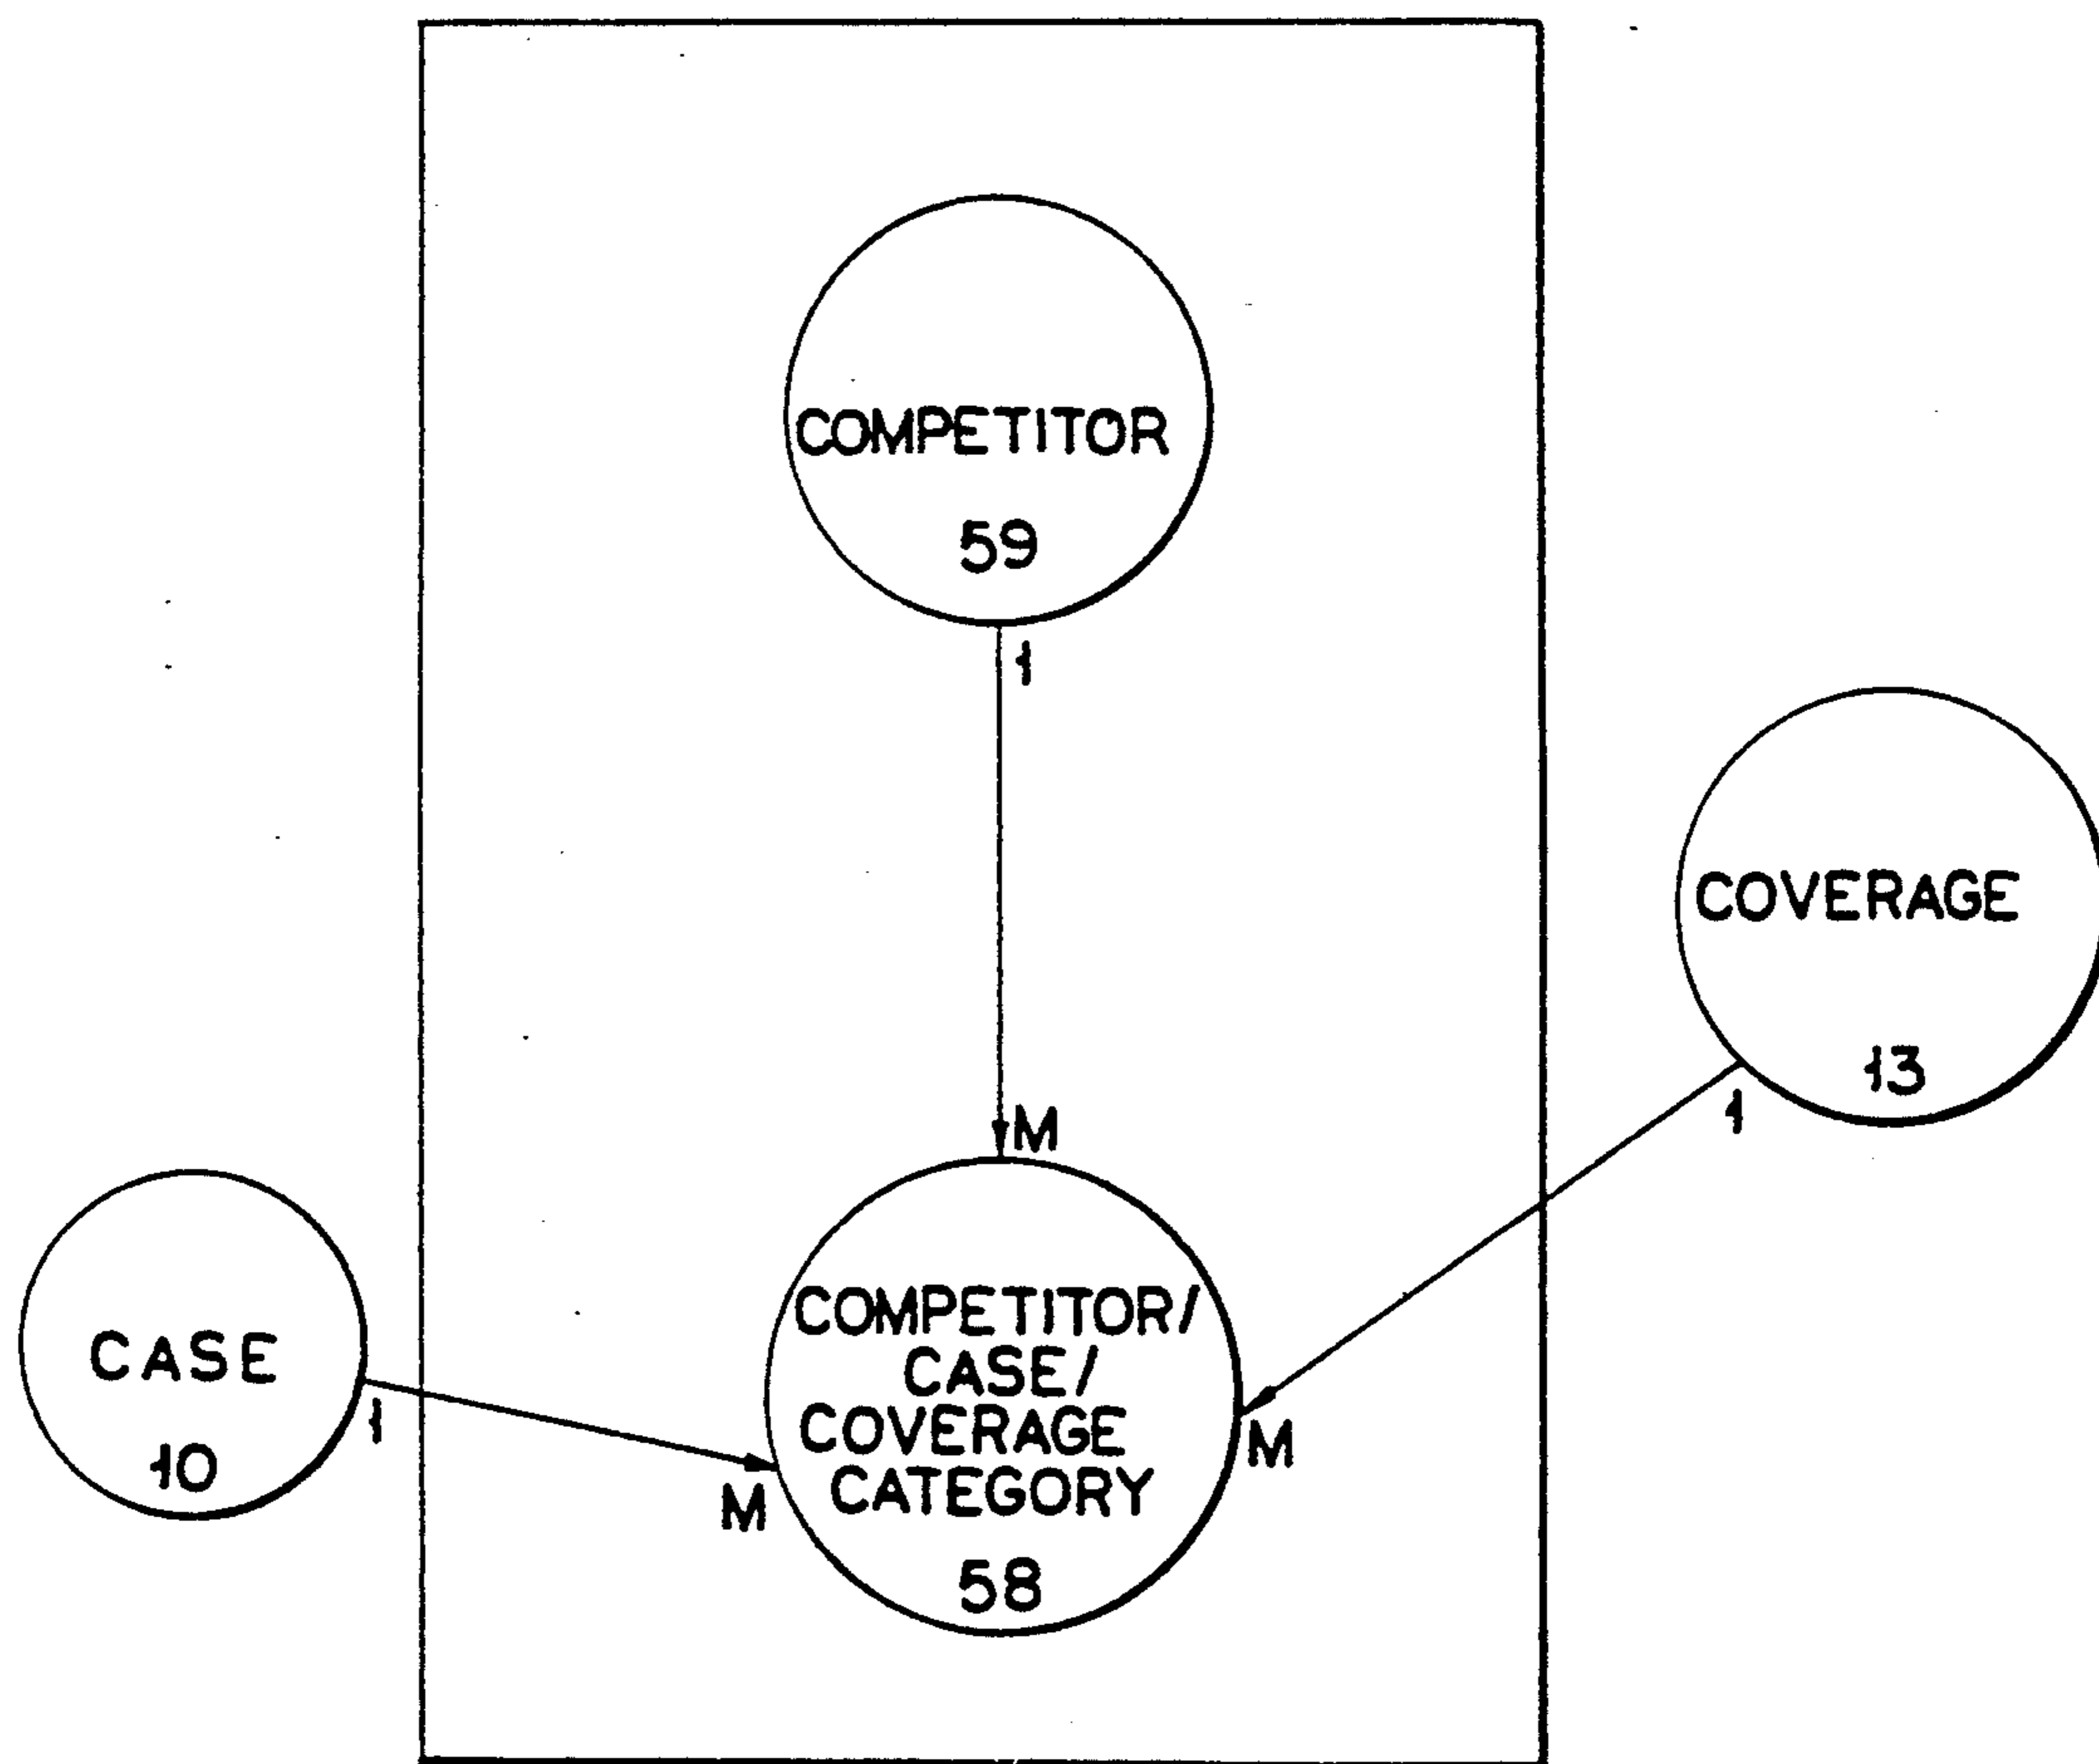 COMPETITOR
59
1
COVERAGE
13
1
M
CASE
10
1
M
COMPETITOR/
CASE/
COVERAGE
CATEGORY
58
M